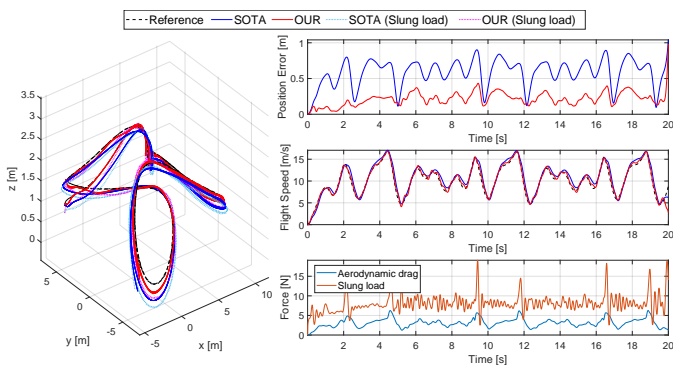 Reference SOTA OUR SOTA (Slung load) OUR (Slung load)
3.5
3
2.5
2
1.5
1
0.5
0
z [m]
5
0
-5
y [m]
-5
0
5
10
x [m]
Position Error [m]
1
0.5
0
0 2 4 6 8 10 12 14 16 18 20
Time [s]
Flight Speed [m/s]
15
10
5
0
0 2 4 6 8 10 12 14 16 18 20
Time [s]
Force [N]
Aerodynamic drag
Slung load
15
10
5
0
0 2 4 6 8 10 12 14 16 18 20
Time [s]